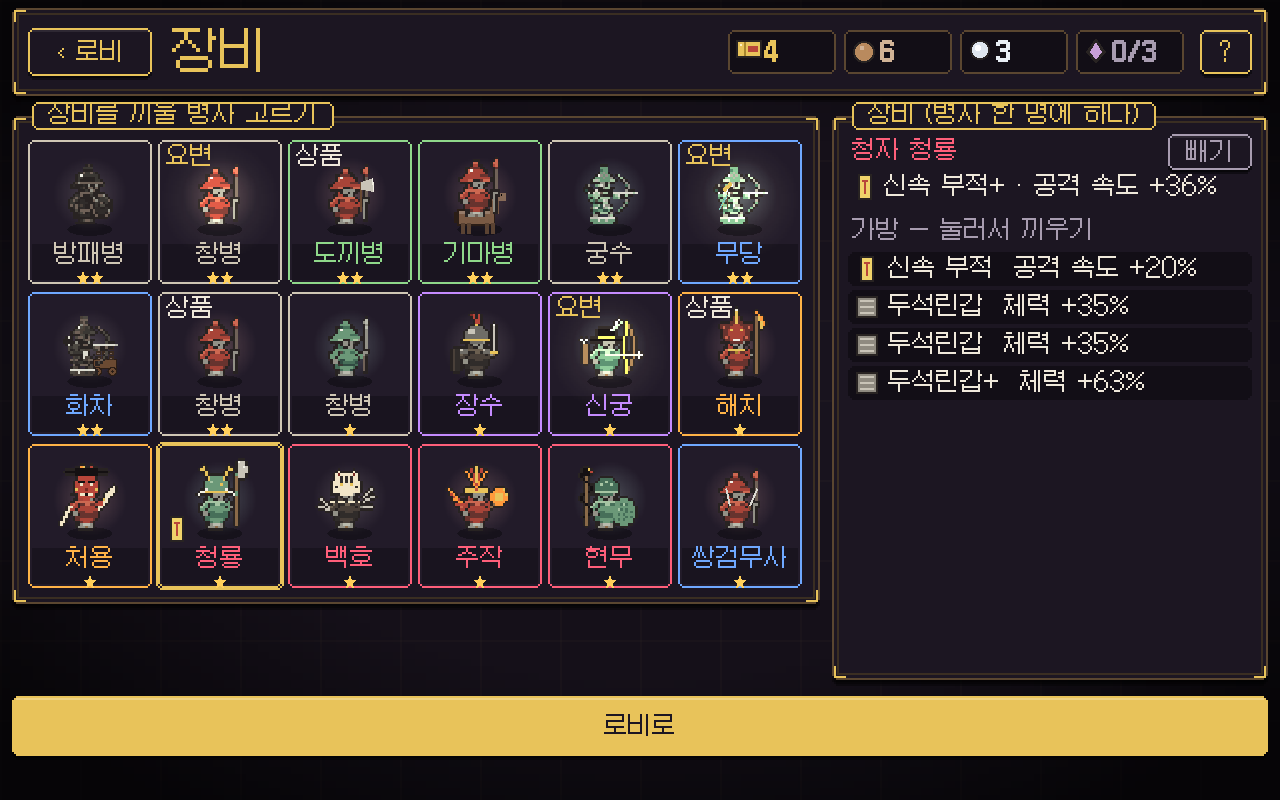 ‹ 로비
장비
4
6
3
0/3
?
장비를 끼울 병사 고르기
방패병
요변
창병
상품
도끼병
기마병
궁수
요변
무당
화차
상품
창병
창병
장수
요변
신궁
상품
해치
처용
T
청룡
백호
주작
현무
쌍검무사
장비 (병사 한 명에 하나)
청자 청룡
빼기
T 신속 부적+ · 공격 속도 +36%
가방 — 눌러서 끼우기
T 신속 부적 공격 속도 +20%
두석린갑 체력 +35%
두석린갑 체력 +35%
두석린갑+ 체력 +63%
로비로